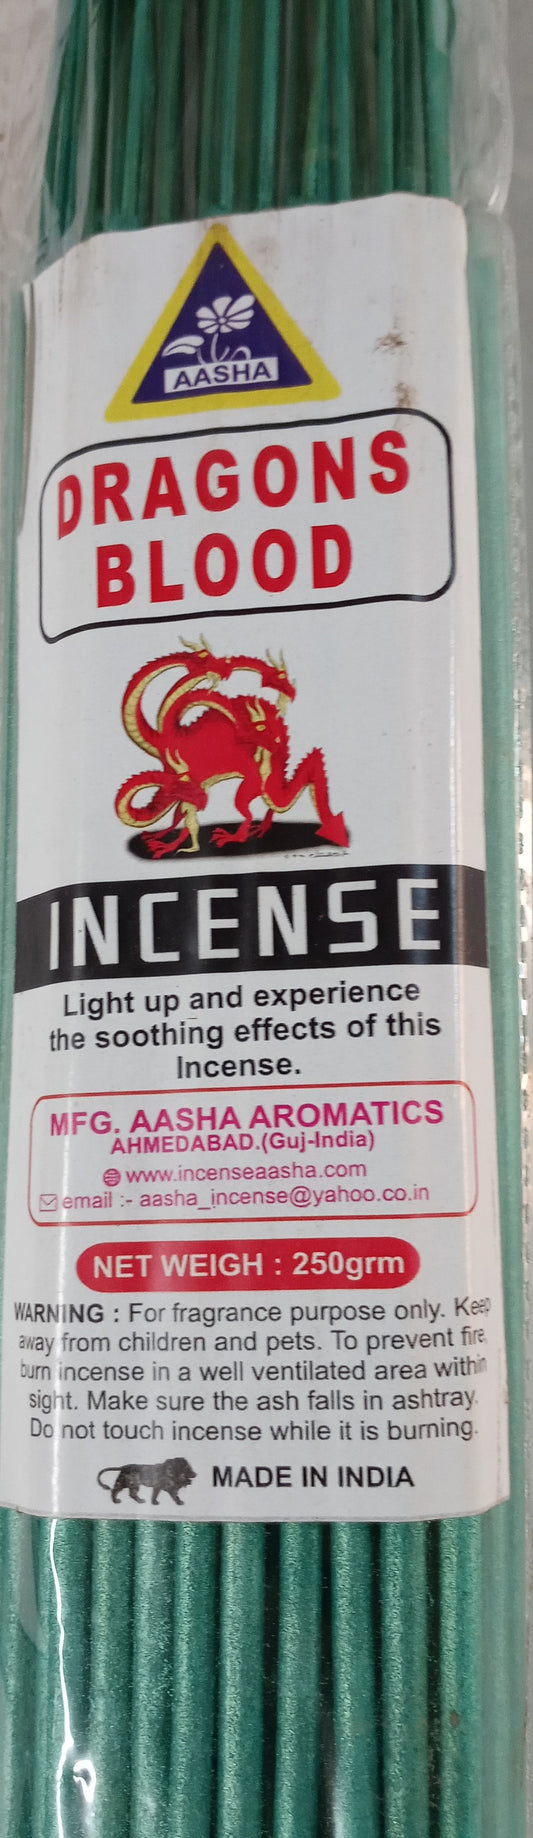 AASHA
DRAGONS
BLOOD
INCENSE
Light up and experience
the soothing effects of this
Incense.
MFG. AASHA AROMATICS
AHMEDABAD.(Guj-India)
www.incenseaasha.com
email :- aasha_incense@yahoo.co.in
NET WEIGH : 250grm
WARNING : For fragrance purpose only. Keep
away from children and pets. To prevent fire,
burn incense in a well ventilated area within
sight. Make sure the ash falls in ashtray.
Do not touch incense while it is burning.
MADE IN INDIA